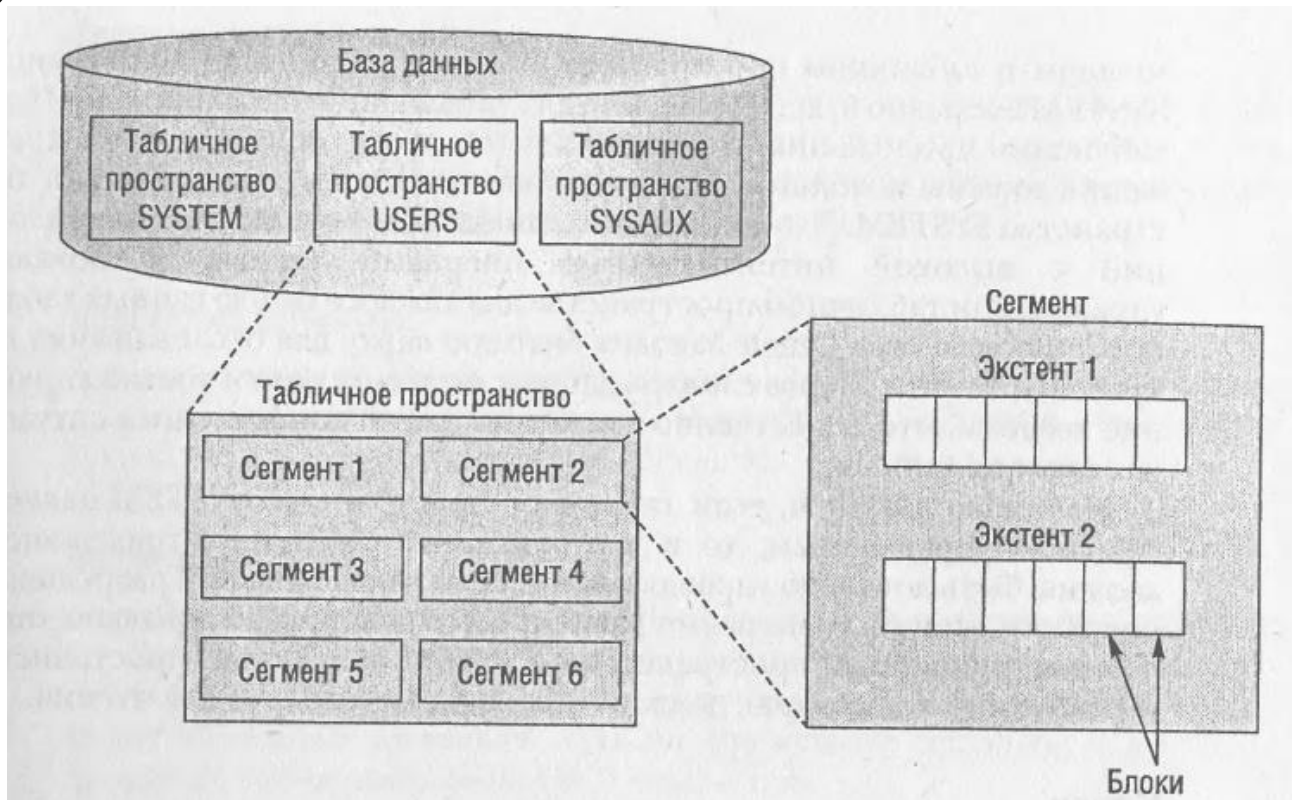 База данных
Табличное
пространство
SYSTEM
Табличное
пространство
USERS
Табличное
пространство
SYSAUX
Табличное пространство
Сегмент 1
Сегмент 2
Сегмент 3
Сегмент 4
Сегмент 5
Сегмент 6
Сегмент
Экстент 1
Экстент 2
Блоки